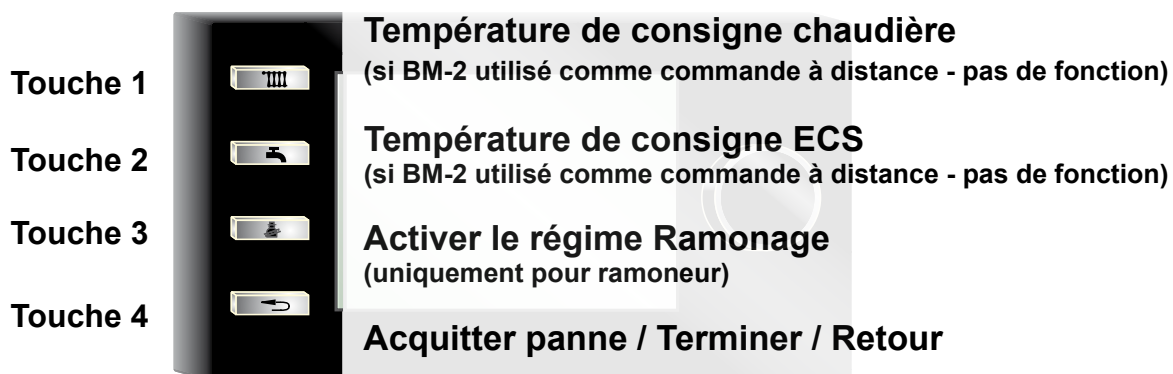 Température de consigne chaudière
Touche 1
(si BM-2 utilisé comme commande à distance - pas de fonction)
Température de consigne ECS
Touche 2
(si BM-2 utilisé comme commande à distance - pas de fonction)
Touche 3
Activer le régime Ramonage
(uniquement pour ramoneur)
Touche 4
Acquitter panne / Terminer / Retour